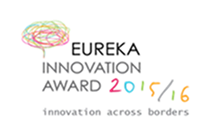 EUREKA
INNOVATION
AWARD 2015/16
innovation across borders